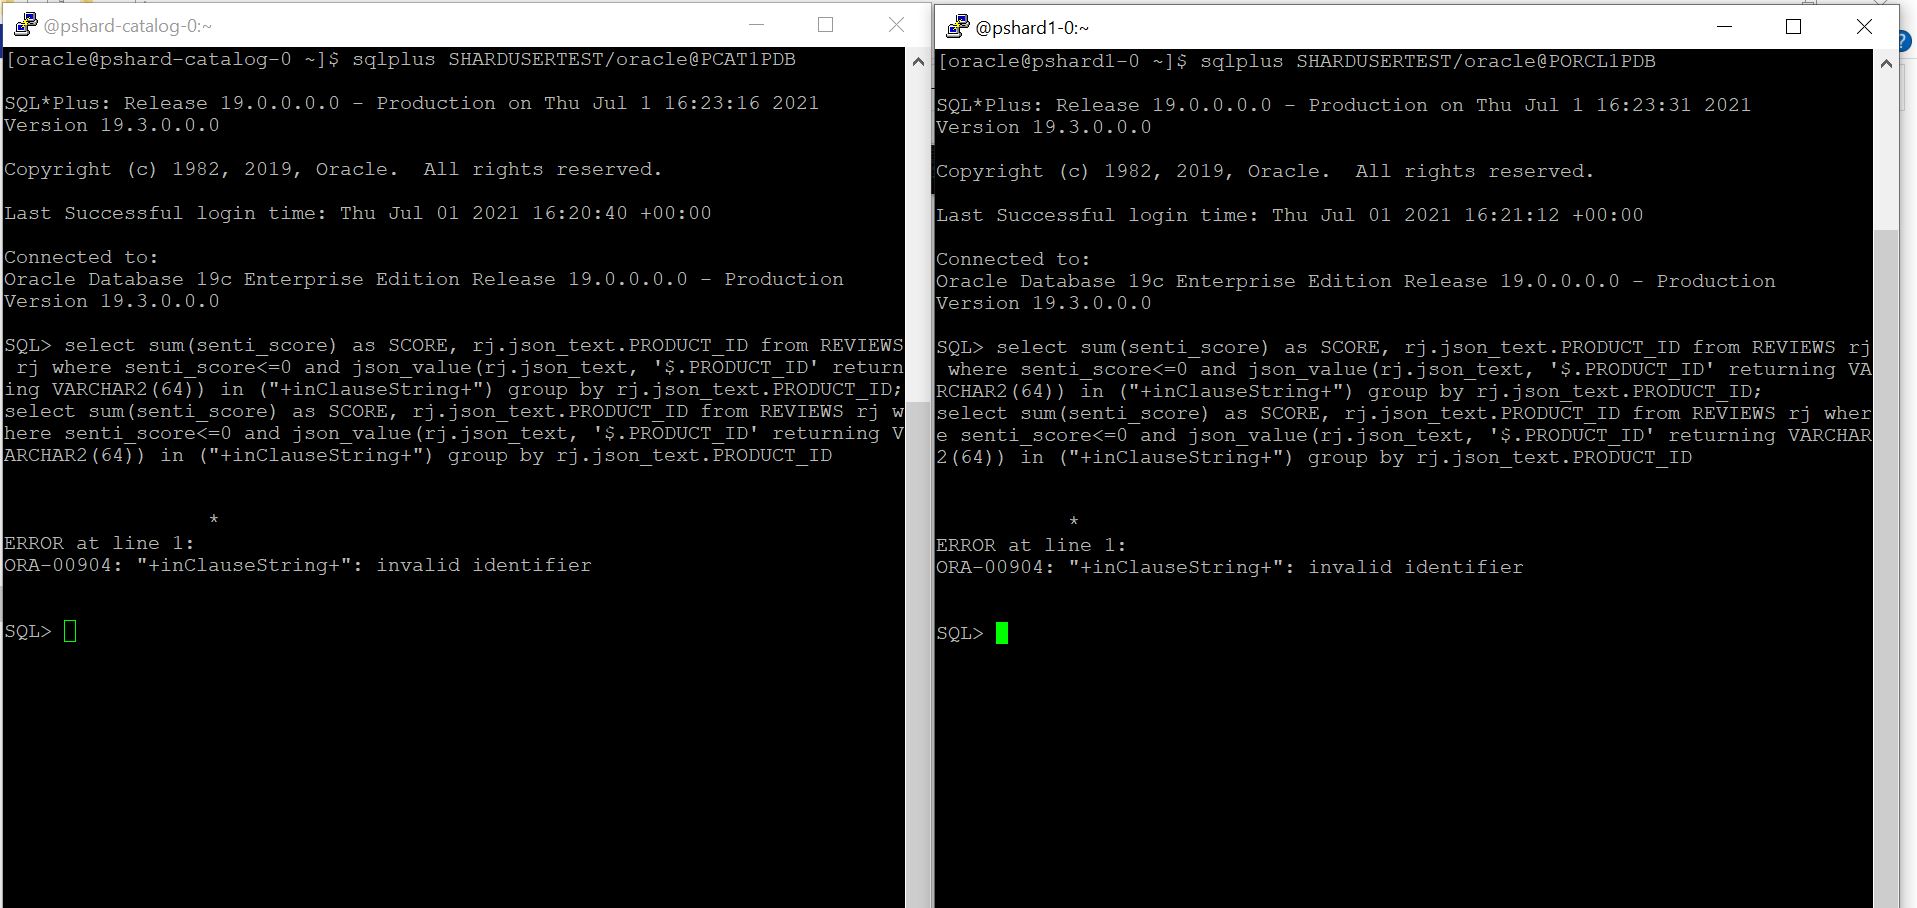 @pshard-catalog-0:~
[oracle@pshard-catalog-0 ~]$ sqlplus SHARDUSERTEST/oracle@PCAT1PDB
SQL*Plus: Release 19.0.0.0.0 - Production on Thu Jul 1 16:23:16 2021
Version 19.3.0.0.0
Copyright (c) 1982, 2019, Oracle.  All rights reserved.
Last Successful login time: Thu Jul 01 2021 16:20:40 +00:00
Connected to:
Oracle Database 19c Enterprise Edition Release 19.0.0.0.0 - Production
Version 19.3.0.0.0
SQL> select sum(senti_score) as SCORE, rj.json_text.PRODUCT_ID from REVIEWS
 rj where senti_score<=0 and json_value(rj.json_text, '$.PRODUCT_ID' return
ing VARCHAR2(64)) in ("+inClauseString+") group by rj.json_text.PRODUCT_ID;
select sum(senti_score) as SCORE, rj.json_text.PRODUCT_ID from REVIEWS rj w
here senti_score<=0 and json_value(rj.json_text, '$.PRODUCT_ID' returning V
ARCHAR2(64)) in ("+inClauseString+") group by rj.json_text.PRODUCT_ID
*
ERROR at line 1:
ORA-00904: "+inClauseString+": invalid identifier
SQL>
@pshard1-0:~
[oracle@pshard1-0 ~]$ sqlplus SHARDUSERTEST/oracle@PORCL1PDB
SQL*Plus: Release 19.0.0.0.0 - Production on Thu Jul 1 16:23:31 2021
Version 19.3.0.0.0
Copyright (c) 1982, 2019, Oracle.  All rights reserved.
Last Successful login time: Thu Jul 01 2021 16:21:12 +00:00
Connected to:
Oracle Database 19c Enterprise Edition Release 19.0.0.0.0 - Production
Version 19.3.0.0.0
SQL> select sum(senti_score) as SCORE, rj.json_text.PRODUCT_ID from REVIEWS rj
 where senti_score<=0 and json_value(rj.json_text, '$.PRODUCT_ID' returning VA
RCHAR2(64)) in ("+inClauseString+") group by rj.json_text.PRODUCT_ID;
select sum(senti_score) as SCORE, rj.json_text.PRODUCT_ID from REVIEWS rj wher
e senti_score<=0 and json_value(rj.json_text, '$.PRODUCT_ID' returning VARCHAR
2(64)) in ("+inClauseString+") group by rj.json_text.PRODUCT_ID
*
ERROR at line 1:
ORA-00904: "+inClauseString+": invalid identifier
SQL>